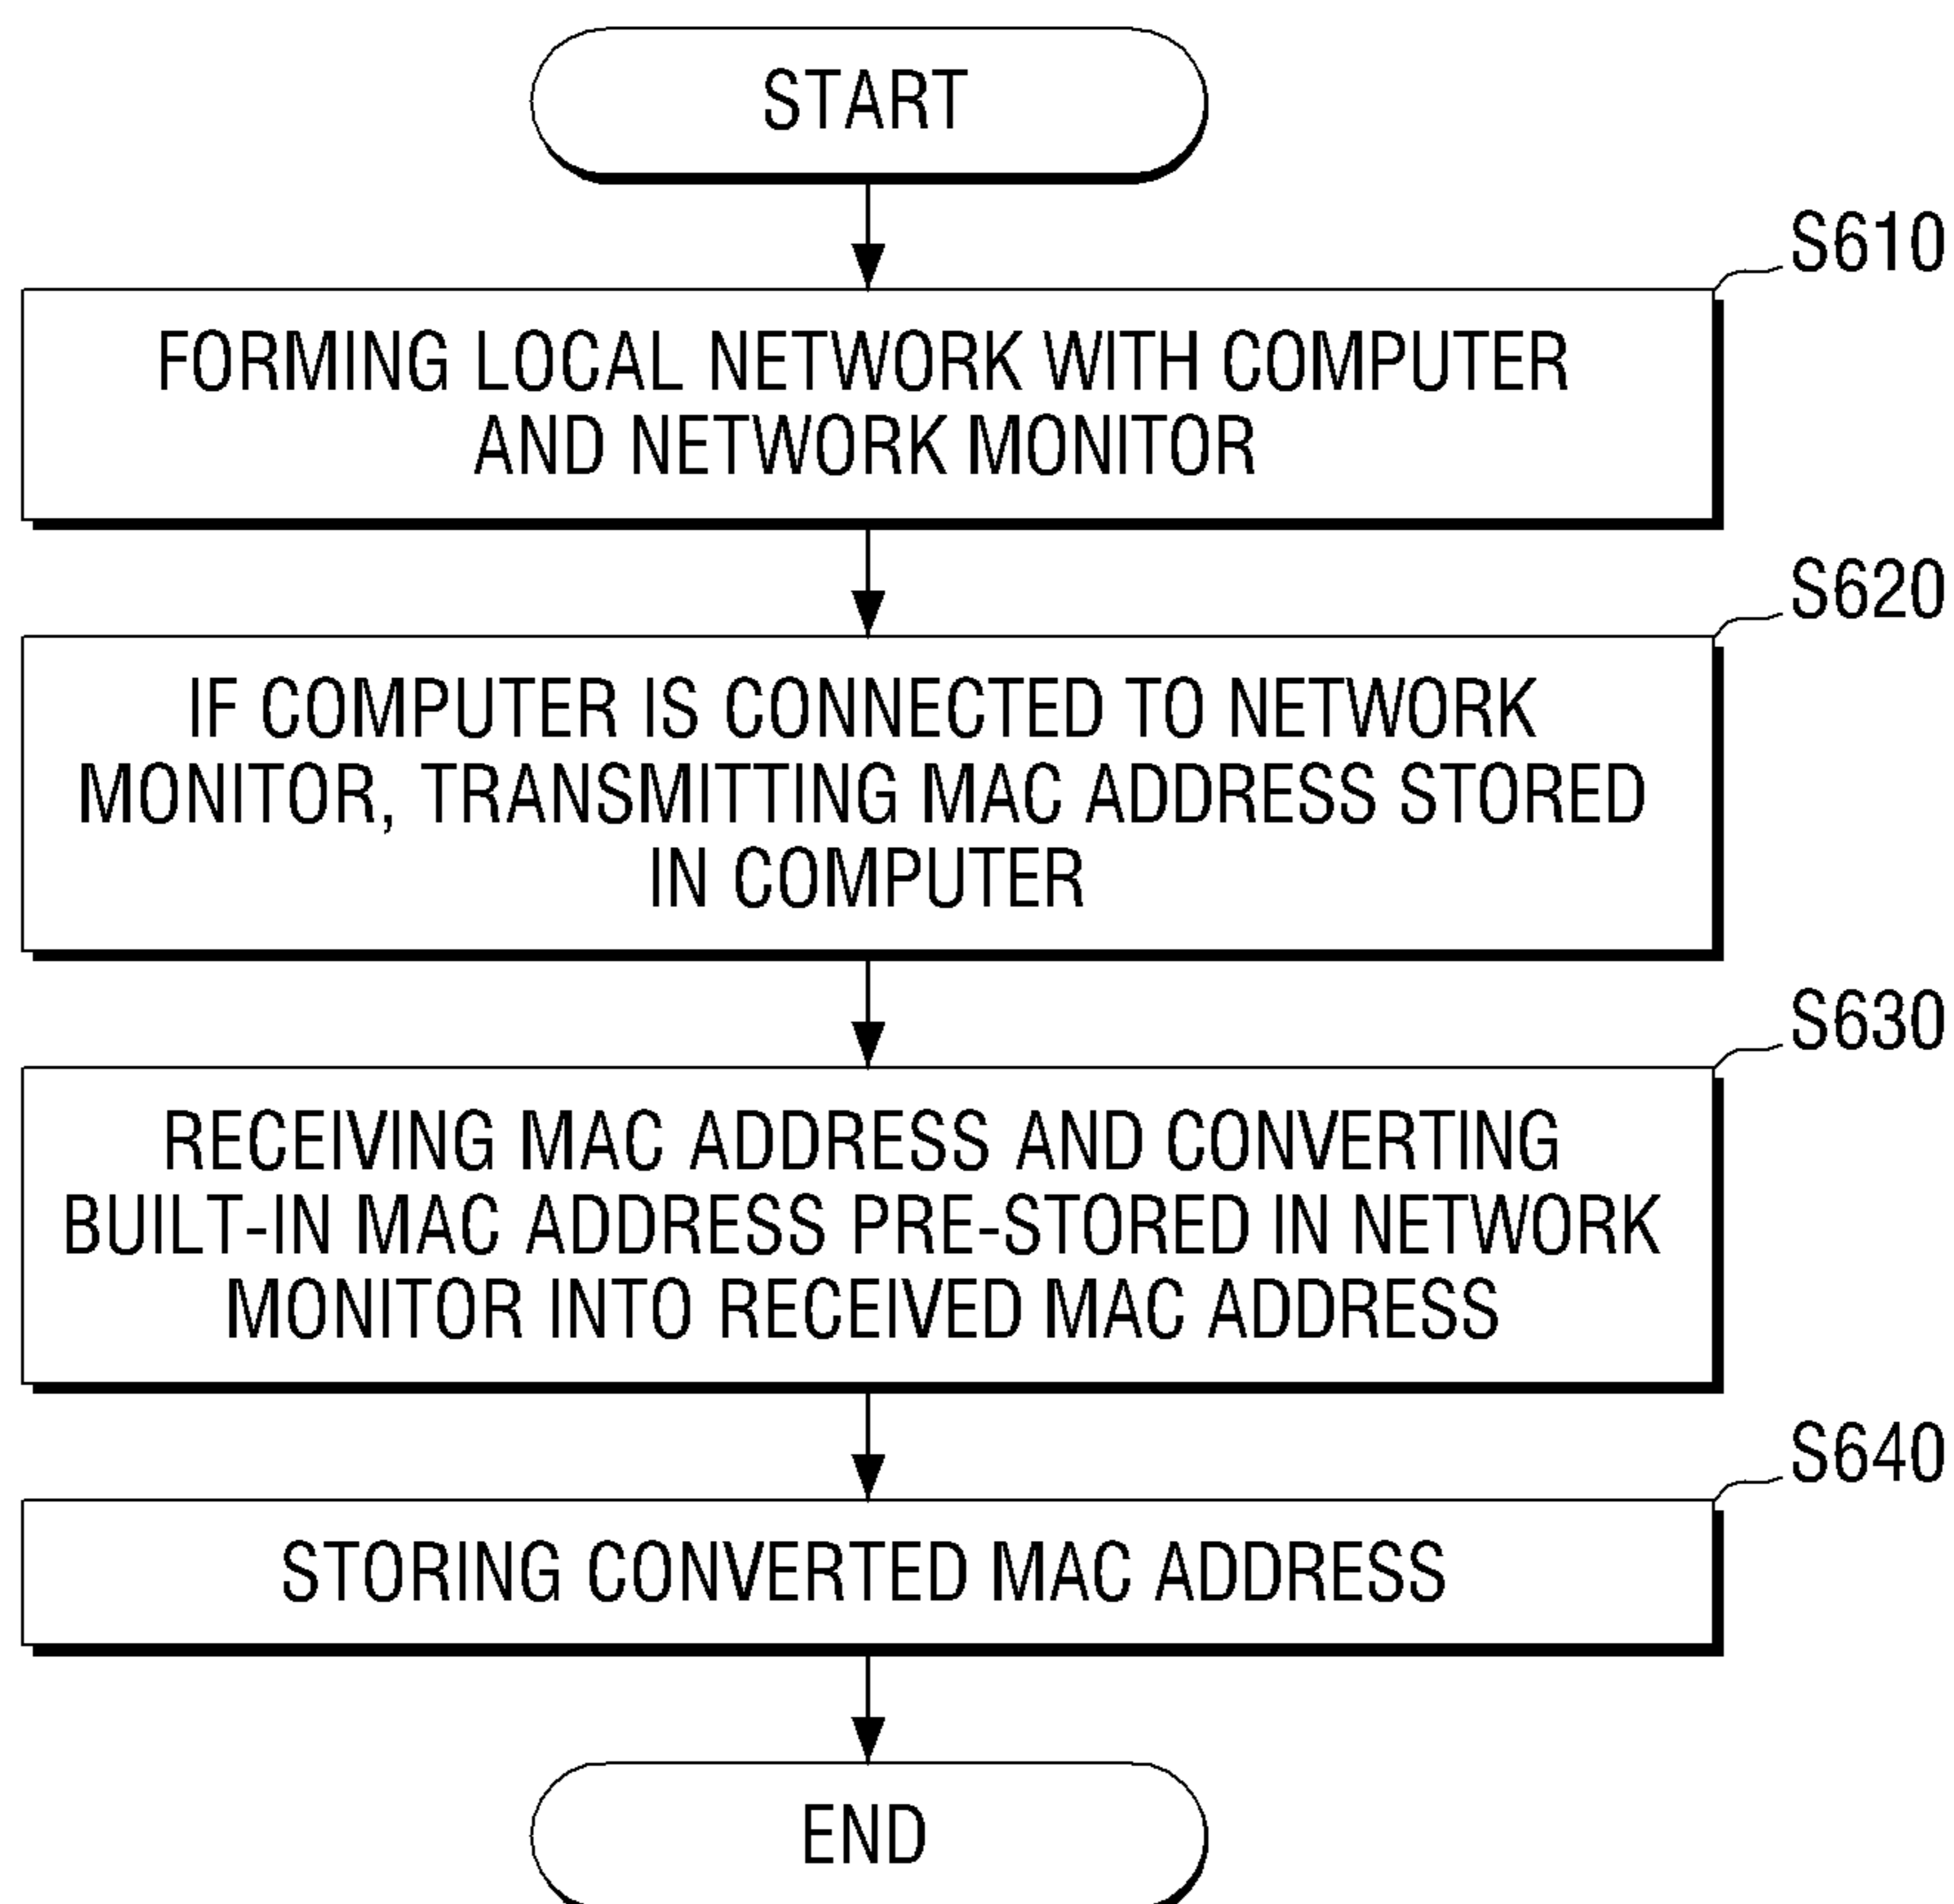 START
S610
FORMING LOCAL NETWORK WITH COMPUTER
AND NETWORK MONITOR
S620
IF COMPUTER IS CONNECTED TO NETWORK
MONITOR, TRANSMITTING MAC ADDRESS STORED
IN COMPUTER
S630
RECEIVING MAC ADDRESS AND CONVERTING
BUILT-IN MAC ADDRESS PRE-STORED IN NETWORK
MONITOR INTO RECEIVED MAC ADDRESS
S640
STORING CONVERTED MAC ADDRESS
END